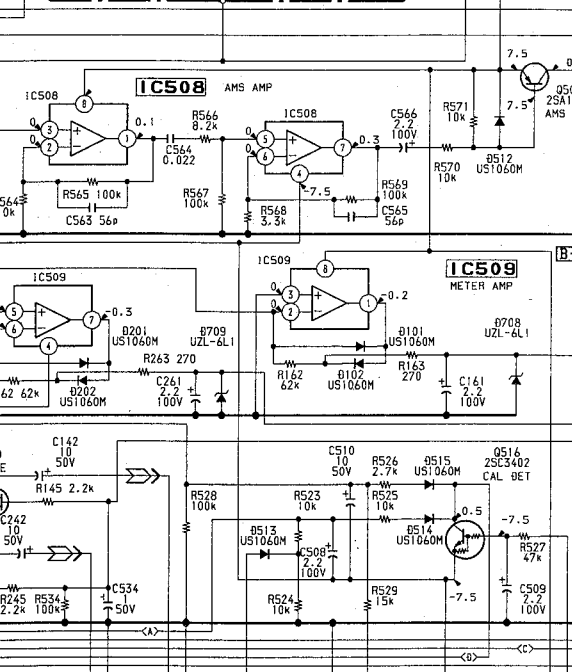 IC508
AMS AMP
IC508
8
0
3
0
2
1
0.1
C564
0.022
R566
8.2k
R565 100k
C563 56p
564
0k
R567
100k
IC508
0
5
0
6
7
0.3
4
-7.5
R568
3.3k
R569
100k
C565
56p
C566
2.2
100V
R571
10k
R570
10k
D512
US1060M
7.5
7.5
2SA1
AMS
IC509
5
6
7
-0.3
4
D201
US1060M
D709
UZL-6L1
R263 270
62 62k
D202
US1060M
C261
2.2
100V
IC509
8
0
3
0
2
1
-0.2
IC509
METER AMP
B-
D708
UZL-6L1
D101
US1060M
R162
62k
D102
US1060M
R163
270
C161
2.2
100V
C142
10
50V
R145 2.2k
C242
10
50V
R245
2.2k
R534
100k
C534
1
50V
R528
100k
C510
10
50V
R526
2.7k
D515
US1060M
Q516
2SC3402
CAL DET
R523
10k
R525
10k
D513
US1060M
C508
2.2
100V
D514
US1060M
0.5
-7.5
R527
47k
R524
10k
R529
15k
-7.5
C509
2.2
100V
<A>
<B>
<C>